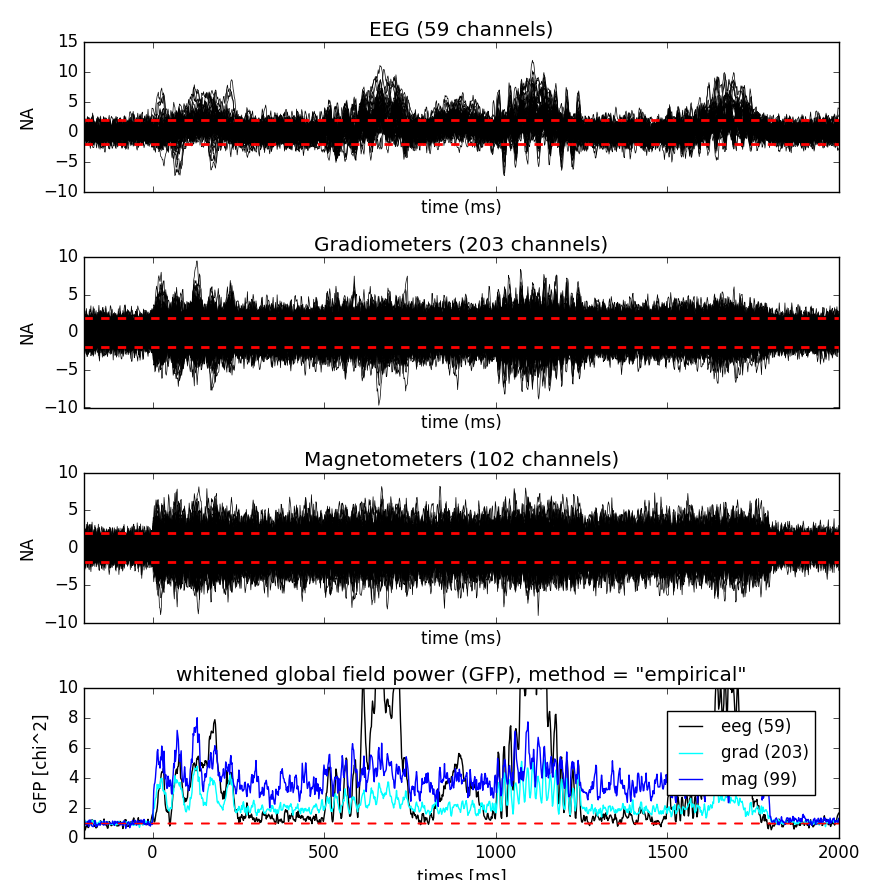 EEG (59 channels)
15
10
5
0
−5
−10
NA
time (ms)
Gradiometers (203 channels)
10
5
0
−5
−10
NA
time (ms)
Magnetometers (102 channels)
10
5
0
−5
−10
NA
time (ms)
whitened global field power (GFP), method = "empirical"
10
8
6
4
2
0
GFP [chi^2]
eeg (59)
grad (203)
mag (99)
0 500 1000 1500 2000
times [ms]